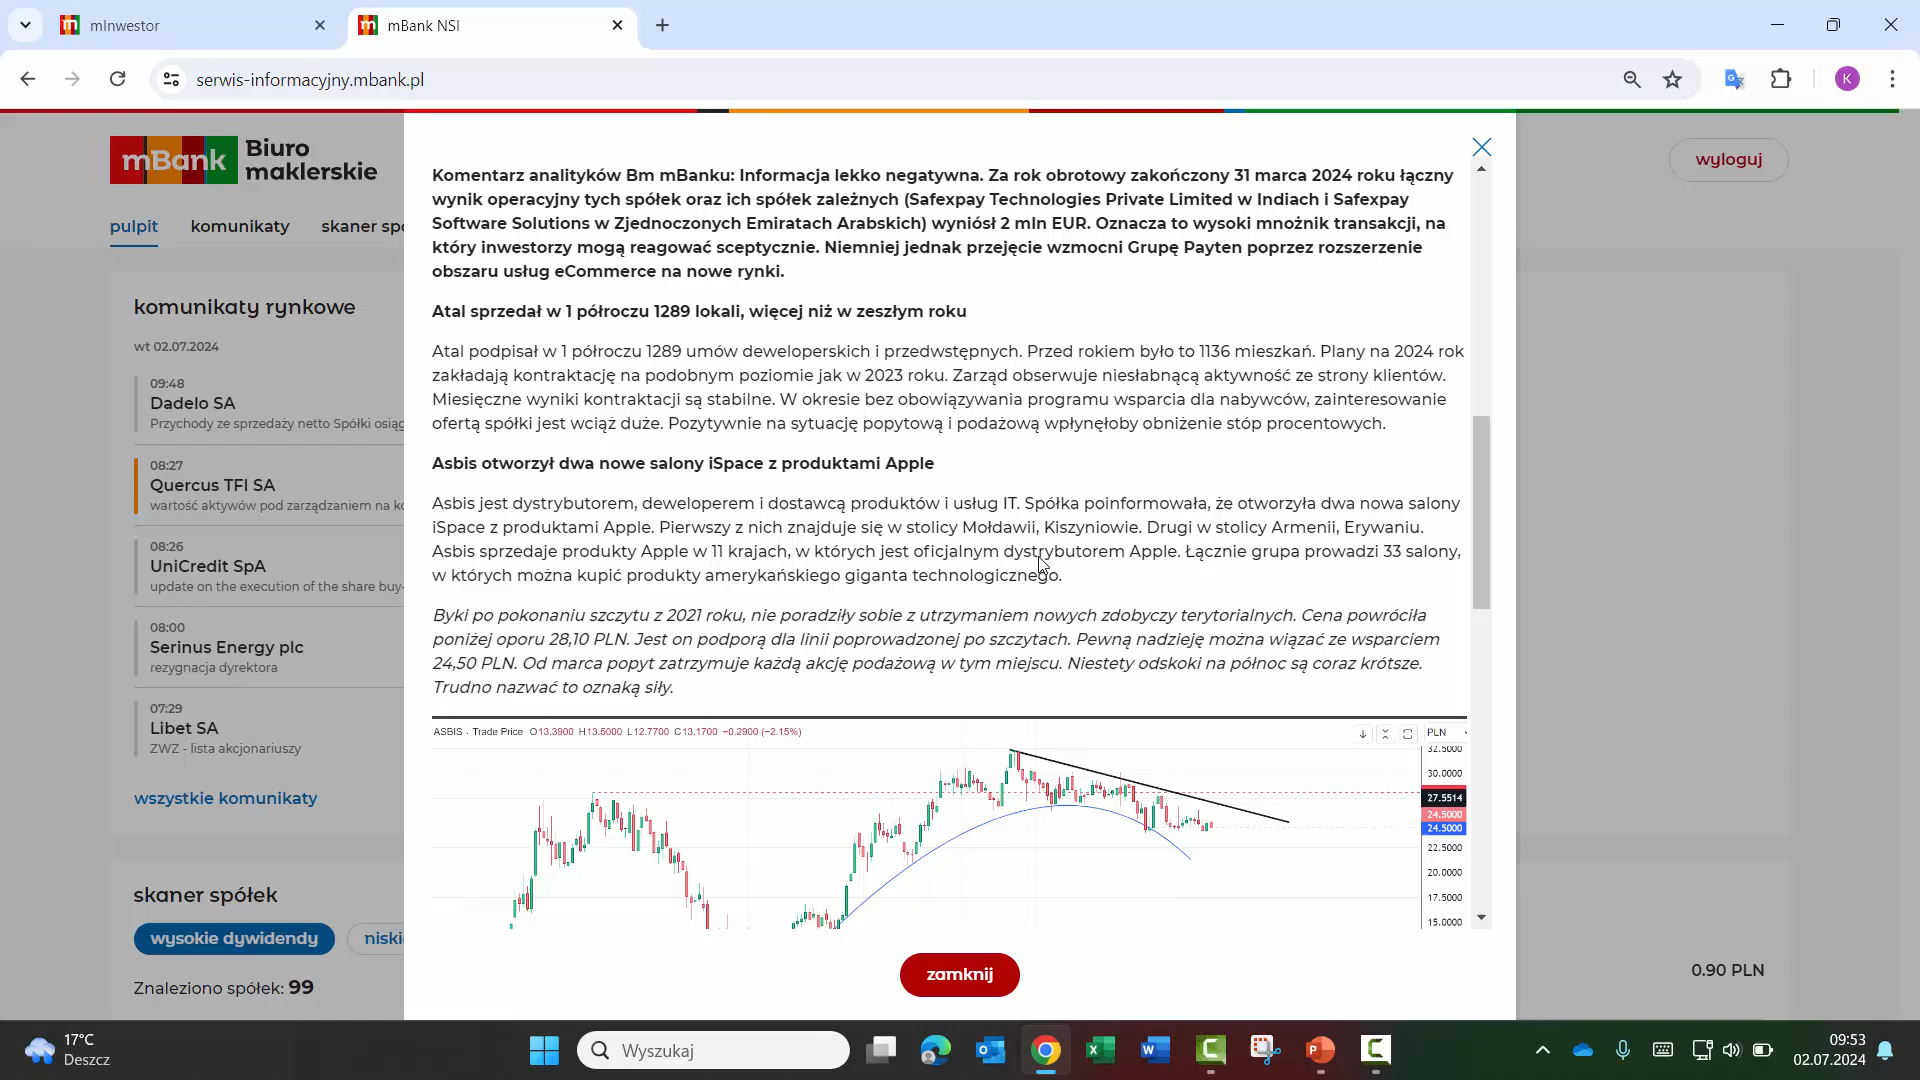 mInwestor
mBank NSI
serwis-informacyjny.mbank.pl
K
mBank Biuro maklerskie
wyloguj
pulpit komunikaty skaner spo
komunikaty rynkowe
wt 02.07.2024
09:48
Dadelo SA
Przychody ze sprzedaży netto Spółki osiąg
08:27
Quercus TFI SA
wartość aktywów pod zarządzaniem na ko
08:26
UniCredit SpA
update on the execution of the share buy-
08:00
Serinus Energy plc
rezygnacja dyrektora
07:29
Libet SA
ZWZ - lista akcjonariuszy
wszystkie komunikaty
skaner spółek
wysokie dywidendy niski
Znaleziono spółek: 99
0.90 PLN
Komentarz analityków Bm mBanku: Informacja lekko negatywna. Za rok obrotowy zakończony 31 marca 2024 roku łączny
wynik operacyjny tych spółek oraz ich spółek zależnych (Safexpay Technologies Private Limited w Indiach i Safexpay
Software Solutions w Zjednoczonych Emiratach Arabskich) wyniósł 2 mln EUR. Oznacza to wysoki mnożnik transakcji, na
który inwestorzy mogą reagować sceptycznie. Niemniej jednak przejęcie wzmocni Grupę Payten poprzez rozszerzenie
obszaru usług eCommerce na nowe rynki.
Atal sprzedał w 1 półroczu 1289 lokali, więcej niż w zeszłym roku
Atal podpisał w 1 półroczu 1289 umów deweloperskich i przedwstępnych. Przed rokiem było to 1136 mieszkań. Plany na 2024 rok
zakładają kontraktację na podobnym poziomie jak w 2023 roku. Zarząd obserwuje niesłabnącą aktywność ze strony klientów.
Miesięczne wyniki kontraktacji są stabilne. W okresie bez obowiązywania programu wsparcia dla nabywców, zainteresowanie
ofertą spółki jest wciąż duże. Pozytywnie na sytuację popytową i podażową wpłynęłoby obniżenie stóp procentowych.
Asbis otworzył dwa nowe salony iSpace z produktami Apple
Asbis jest dystrybutorem, deweloperem i dostawcą produktów i usług IT. Spółka poinformowała, że otworzyła dwa nowa salony
iSpace z produktami Apple. Pierwszy z nich znajduje się w stolicy Mołdawii, Kiszyniowie. Drugi w stolicy Armenii, Erywaniu.
Asbis sprzedaje produkty Apple w 11 krajach, w których jest oficjalnym dystrybutorem Apple. Łącznie grupa prowadzi 33 salony,
w których można kupić produkty amerykańskiego giganta technologicznego.
Byki po pokonaniu szczytu z 2021 roku, nie poradziły sobie z utrzymaniem nowych zdobyczy terytorialnych. Cena powróciła
poniżej oporu 28,10 PLN. Jest on podporą dla linii poprowadzonej po szczytach. Pewną nadzieję można wiązać ze wsparciem
24,50 PLN. Od marca popyt zatrzymuje każdą akcję podażową w tym miejscu. Niestety odskoki na północ są coraz krótsze.
Trudno nazwać to oznaką siły.
ASBIS - Trade Price O13.3900 H13.5000 L12.7700 C13.1700 −0.2900 (−2.15%)
PLN
32.5000
30.0000
27.5514
24.5000
24.5000
22.5000
20.0000
17.5000
15.0000
zamknij
17°C
Deszcz
Wyszukaj
09:53
02.07.2024